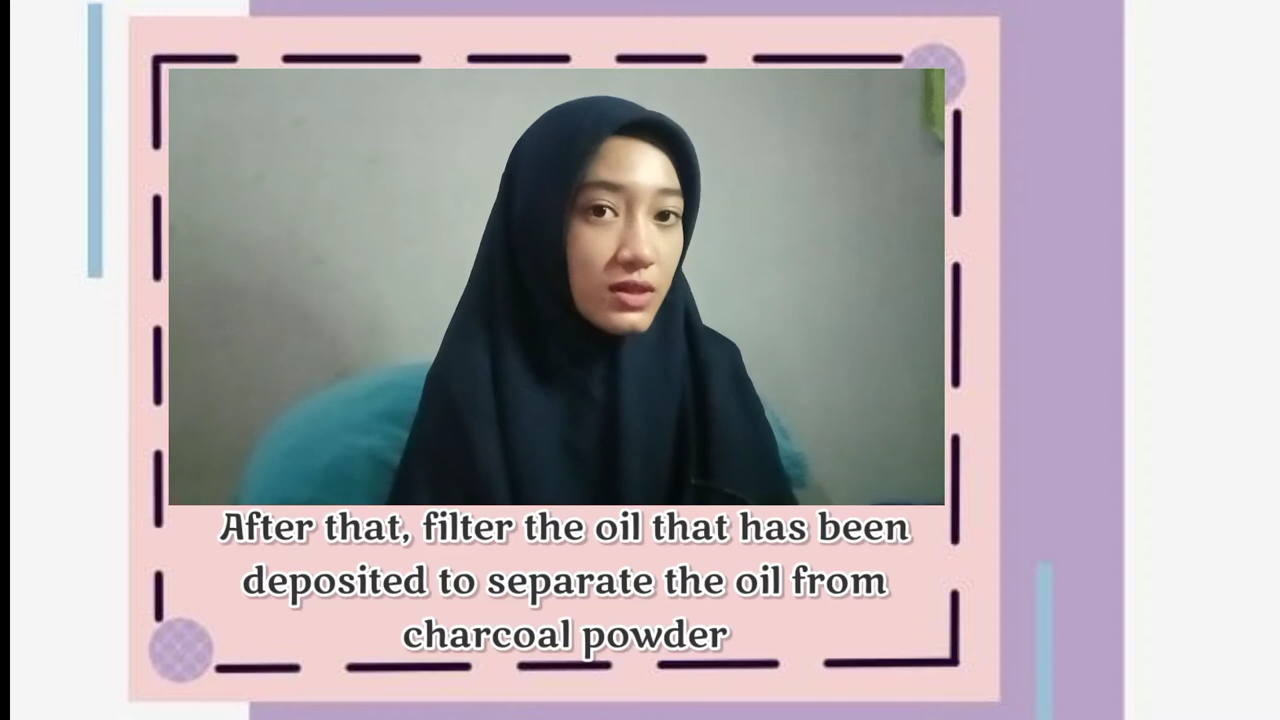 After that, filter the oil that has been
deposited to separate the oil from
charcoal powder